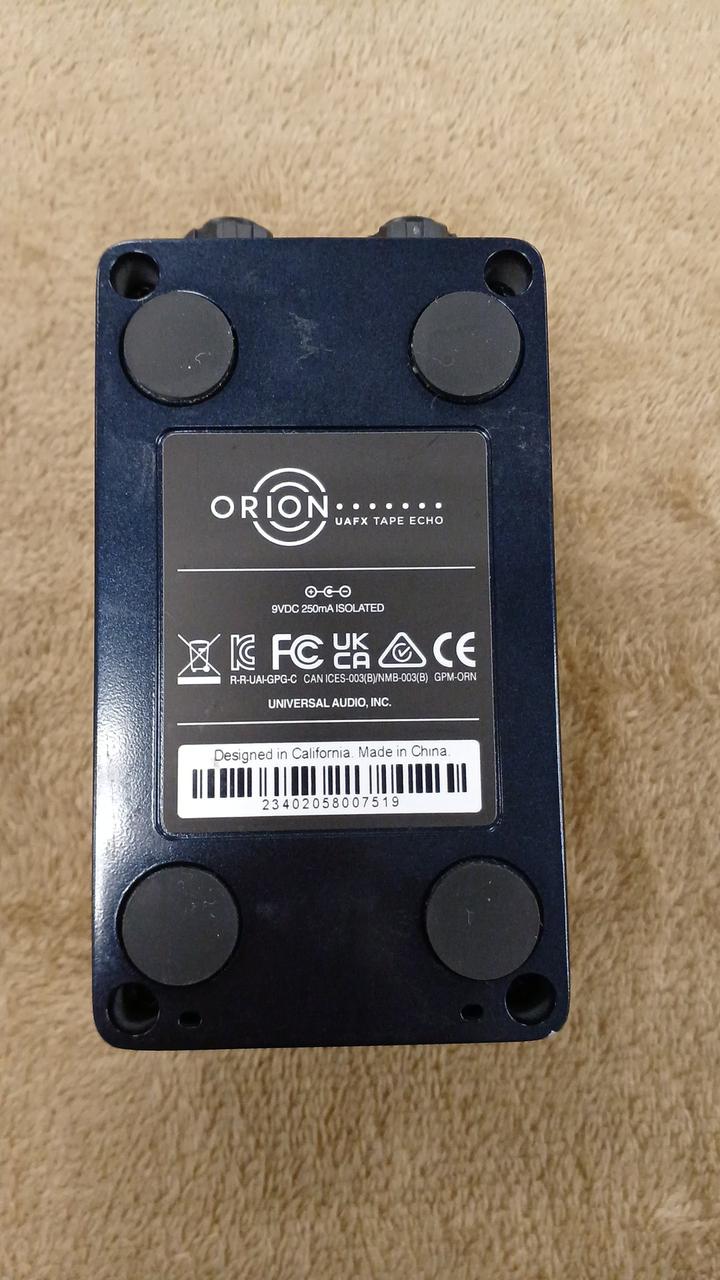 ORION
UAFX TAPE ECHO
9VDC 250mA ISOLATED
FC UK CA CE
R-R-UAI-GPG-C CAN ICES-003(B)/NMB-003(B) GPM-ORN
UNIVERSAL AUDIO, INC.
Designed in California. Made in China.
23402058007519